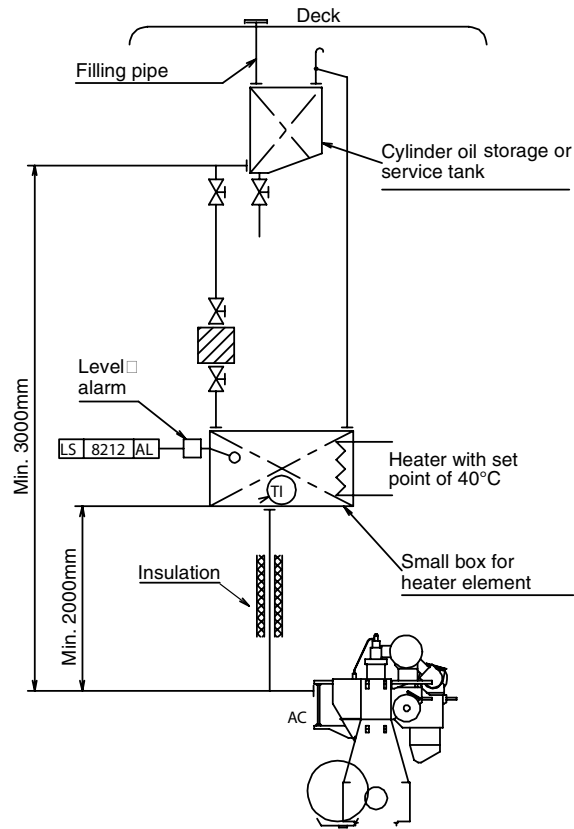 Deck
Filling pipe
Cylinder oil storage or
service tank
Min. 3000mm
Level
alarm
LS 8212 AL
Heater with set
point of 40°C
TI
Small box for
heater element
Insulation
Min. 2000mm
AC